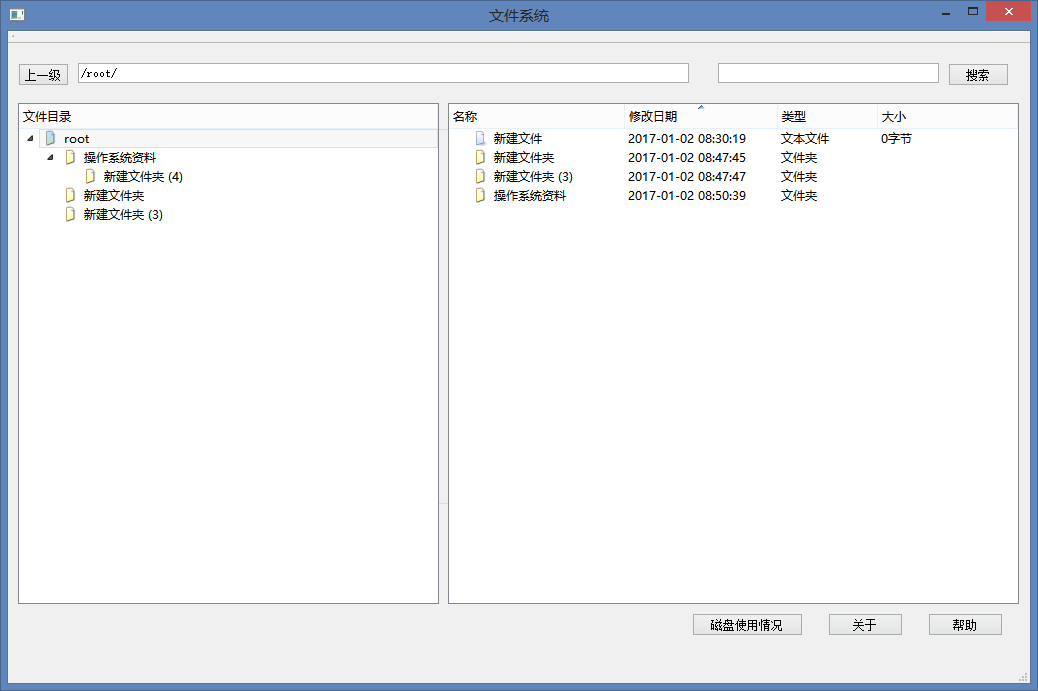 文件系统
上一级 /root/ 搜索
文件目录
root
操作系统资料
新建文件夹 (4)
新建文件夹
新建文件夹 (3)
名称 修改日期 类型 大小
新建文件 2017-01-02 08:30:19 文本文件 0字节
新建文件夹 2017-01-02 08:47:45 文件夹
新建文件夹 (3) 2017-01-02 08:47:47 文件夹
操作系统资料 2017-01-02 08:50:39 文件夹
磁盘使用情况 关于 帮助